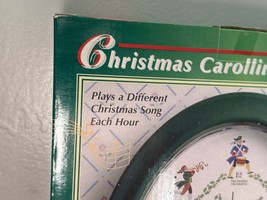 Christmas Carollin
Plays a Different
Christmas Song
Each Hour